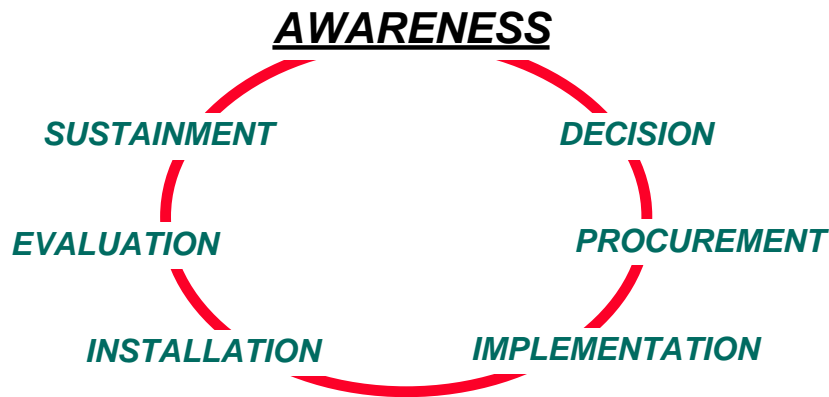 AWARENESS
SUSTAINMENT
DECISION
EVALUATION
PROCUREMENT
INSTALLATION
IMPLEMENTATION